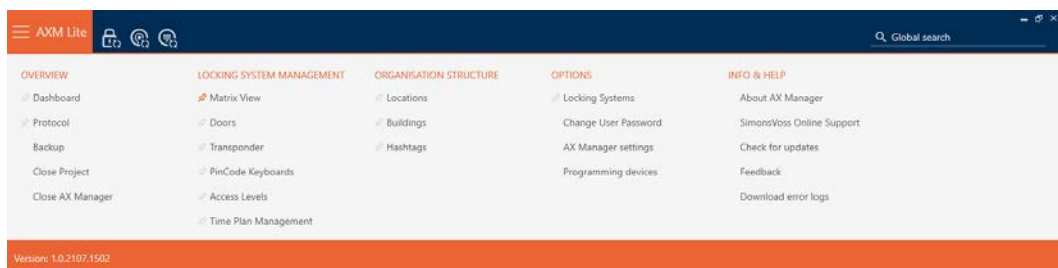 AXM Lite
Global search
OVERVIEW
Dashboard
Protocol
Backup
Close Project
Close AX Manager
LOCKING SYSTEM MANAGEMENT
Matrix View
Doors
Transponder
PinCode Keyboards
Access Levels
Time Plan Management
ORGANISATION STRUCTURE
Locations
Buildings
Hashtags
OPTIONS
Locking Systems
Change User Password
AX Manager settings
Programming devices
INFO & HELP
About AX Manager
SimonsVoss Online Support
Check for updates
Feedback
Download error logs
Version: 1.0.2107.1502